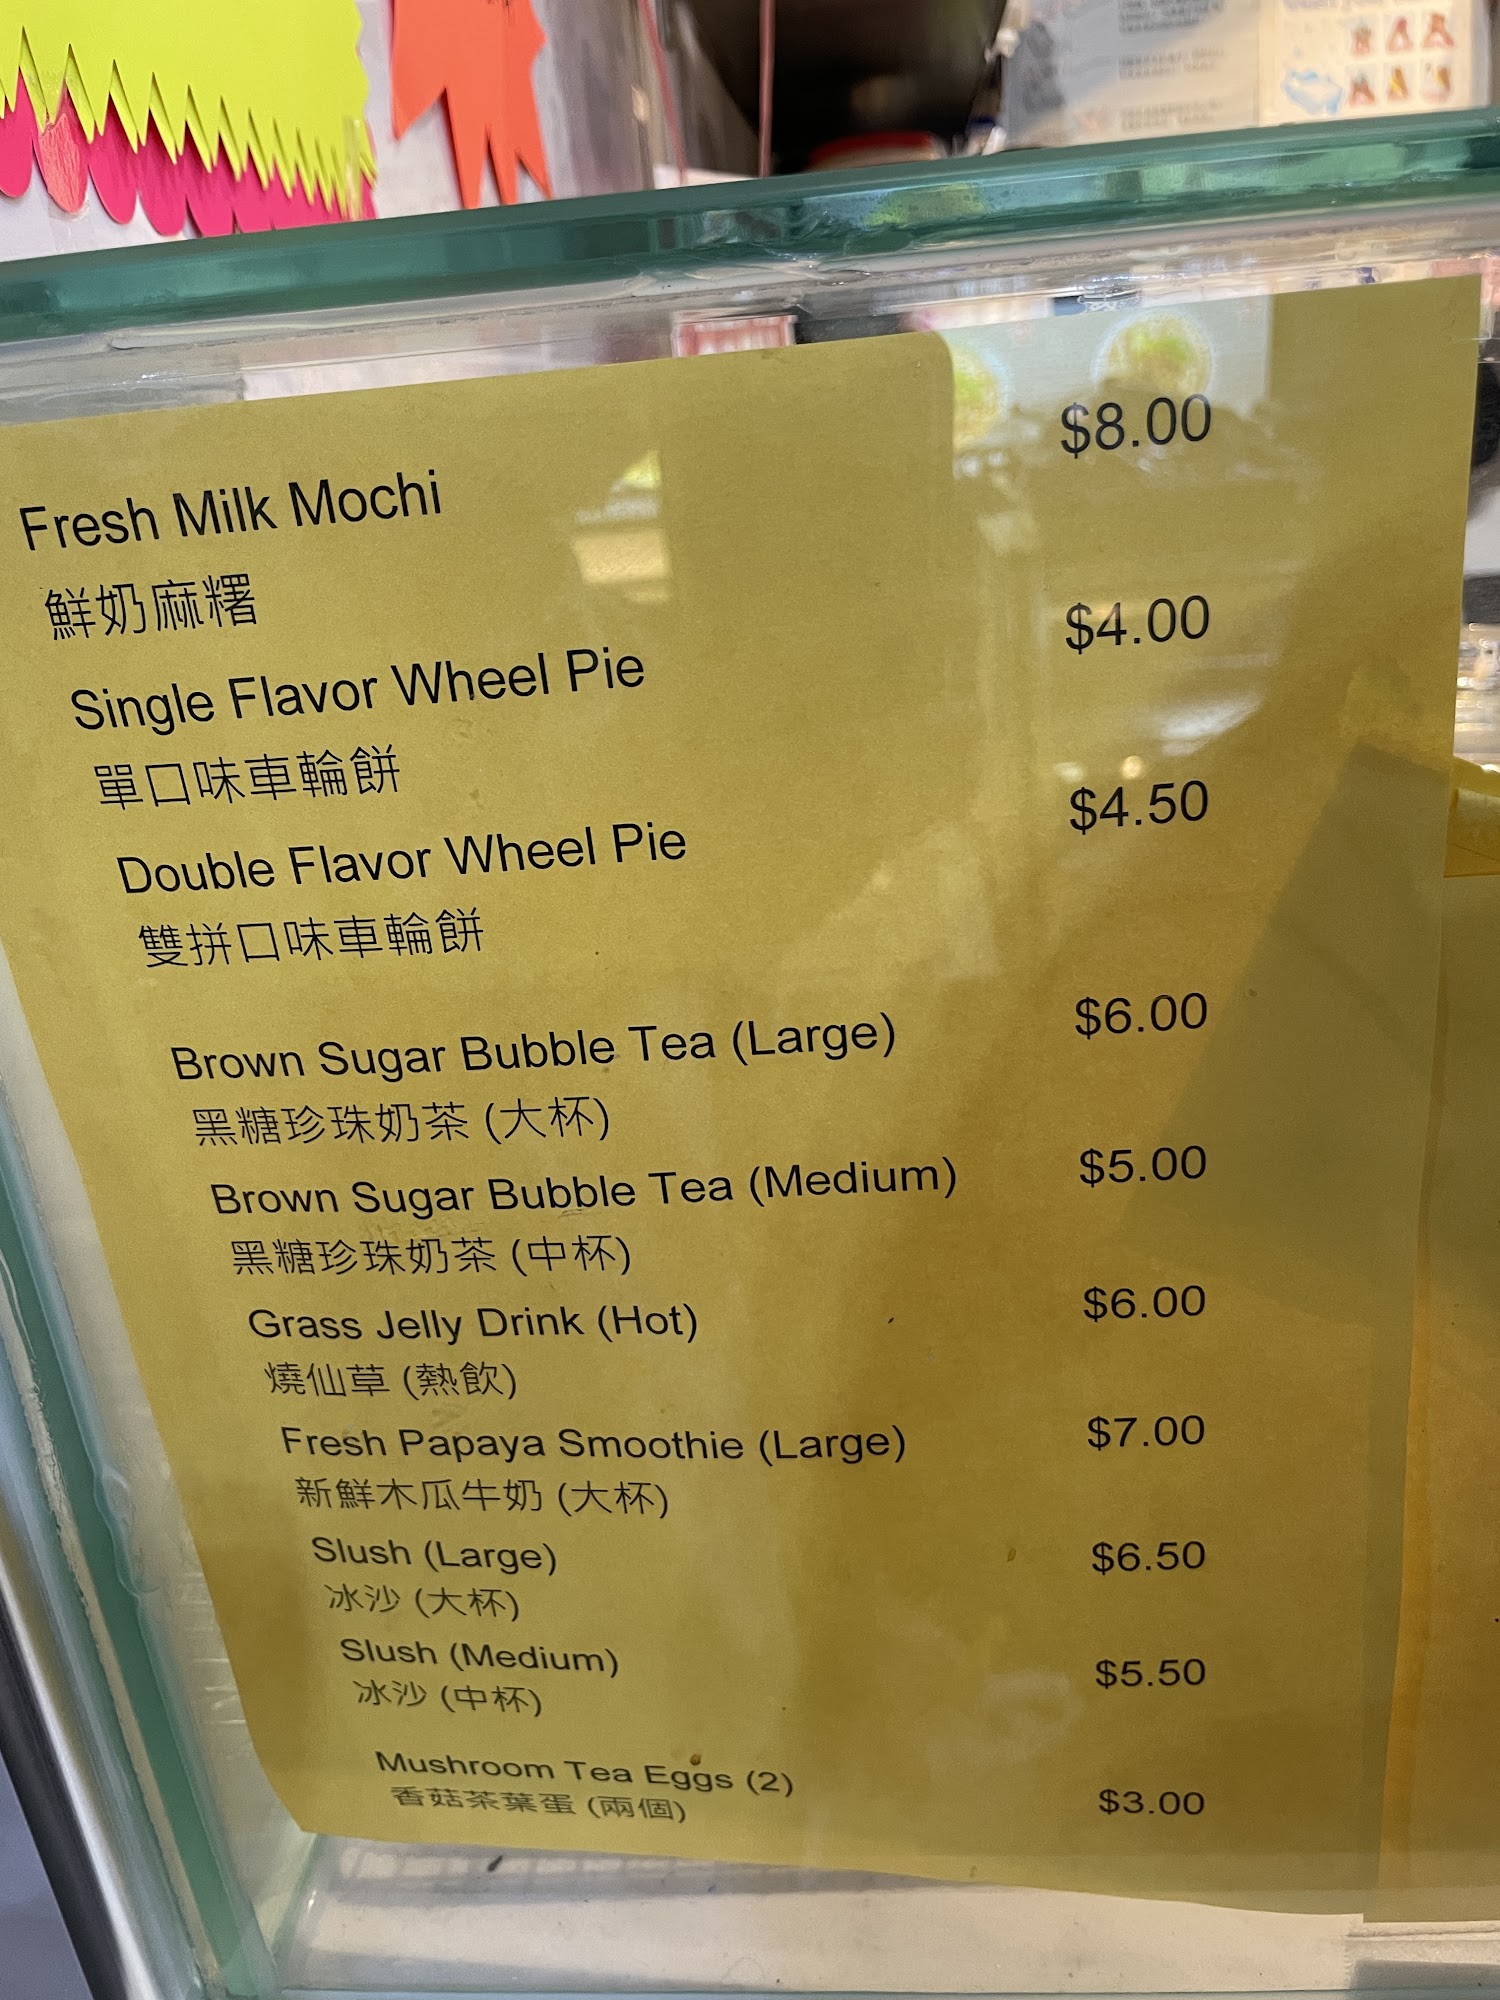 Fresh Milk Mochi $8.00
鮮奶麻糬
Single Flavor Wheel Pie $4.00
單口味車輪餅
Double Flavor Wheel Pie $4.50
雙拼口味車輪餅
Brown Sugar Bubble Tea (Large) $6.00
黑糖珍珠奶茶 (大杯)
Brown Sugar Bubble Tea (Medium) $5.00
黑糖珍珠奶茶 (中杯)
Grass Jelly Drink (Hot) $6.00
燒仙草 (熱飲)
Fresh Papaya Smoothie (Large) $7.00
新鮮木瓜牛奶 (大杯)
Slush (Large) $6.50
冰沙 (大杯)
Slush (Medium) $5.50
冰沙 (中杯)
Mushroom Tea Eggs (2) $3.00
香菇茶葉蛋 (兩個)